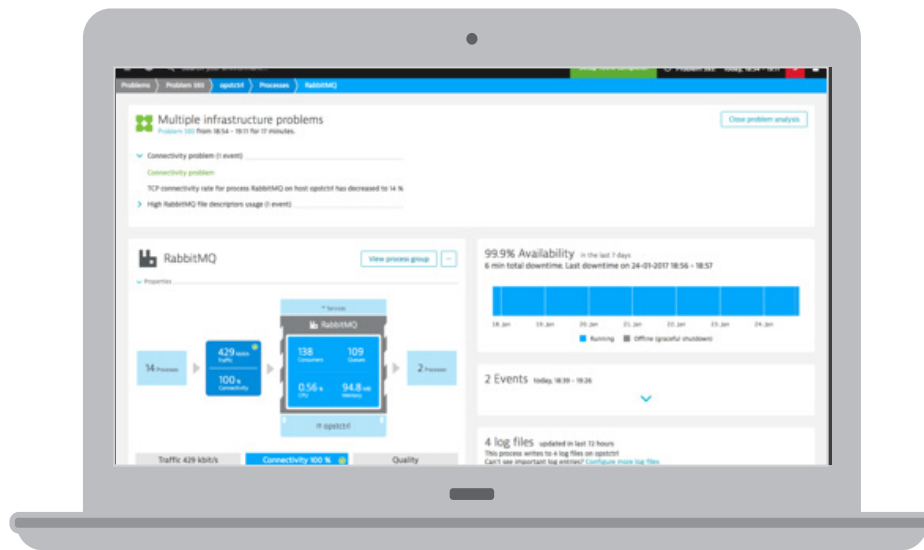 Problems
Problem 593
opstctrl
Processes
RabbitMQ
Multiple infrastructure problems
from 18:54 - 19:11 for 17 minutes.
Close problem analysis
Connectivity problem (1 event)
Connectivity problem
TCP connectivity rate for process RabbitMQ on host opstctrl has decreased to 14 %
High RabbitMQ file descriptors usage (1 event)
RabbitMQ
View process group
...
Properties
Services
RabbitMQ
14 Processes
429 kbit/s
Traffic
100 %
Connectivity
138
Consumers
109
Queues
0.56 %
CPU
94.8 MB
Memory
2 Processes
opstctrl
Traffic 429 kbit/s
Connectivity 100 %
Quality
99.9% Availability in the last 7 days
6 min total downtime. Last downtime on 24-01-2017 18:56 - 18:57
18. Jan
19. Jan
20. Jan
21. Jan
22. Jan
23. Jan
24. Jan
Running
Offline (graceful shutdown)
2 Events today, 18:39 - 19:26
4 log files updated in last 12 hours
This process writes to 4 log files on opstctrl
Can't see important log entries? Configure more log files